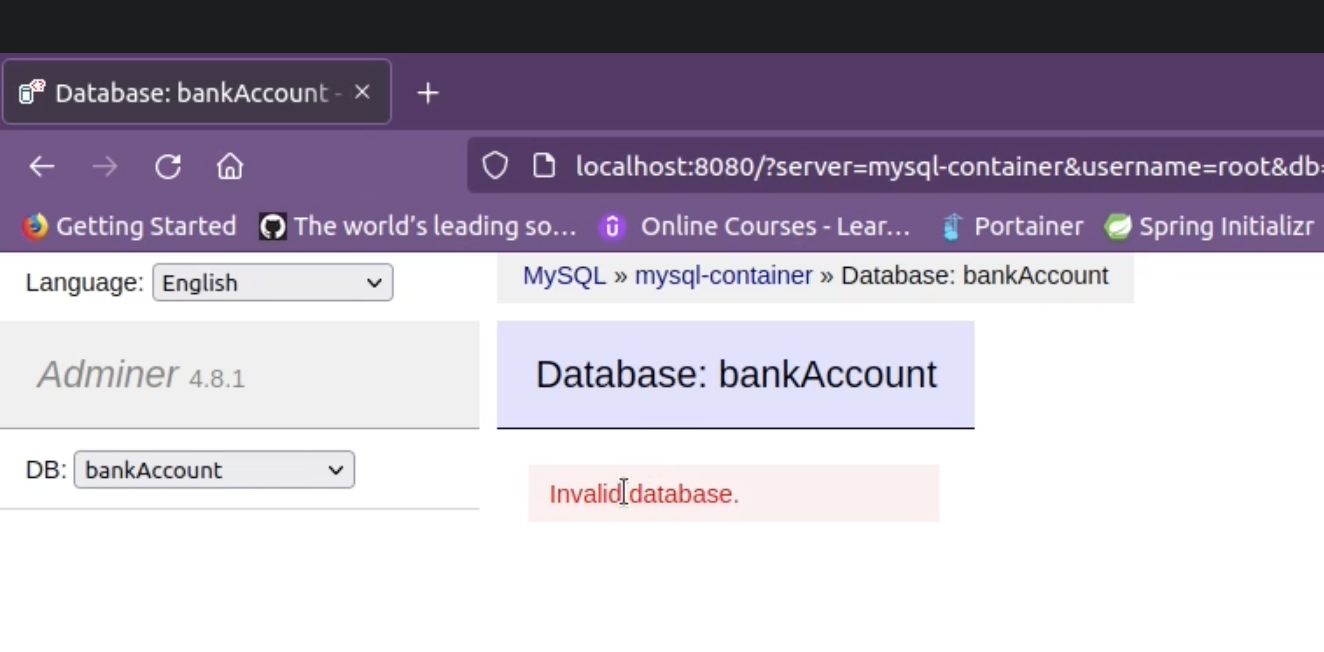 Database: bankAccount -
localhost:8080/?server=mysql-container&username=root&db=
Getting Started The world's leading so... Online Courses - Lear... Portainer Spring Initializr
Language: English
MySQL » mysql-container » Database: bankAccount
Adminer 4.8.1
Database: bankAccount
DB: bankAccount
Invalid database.